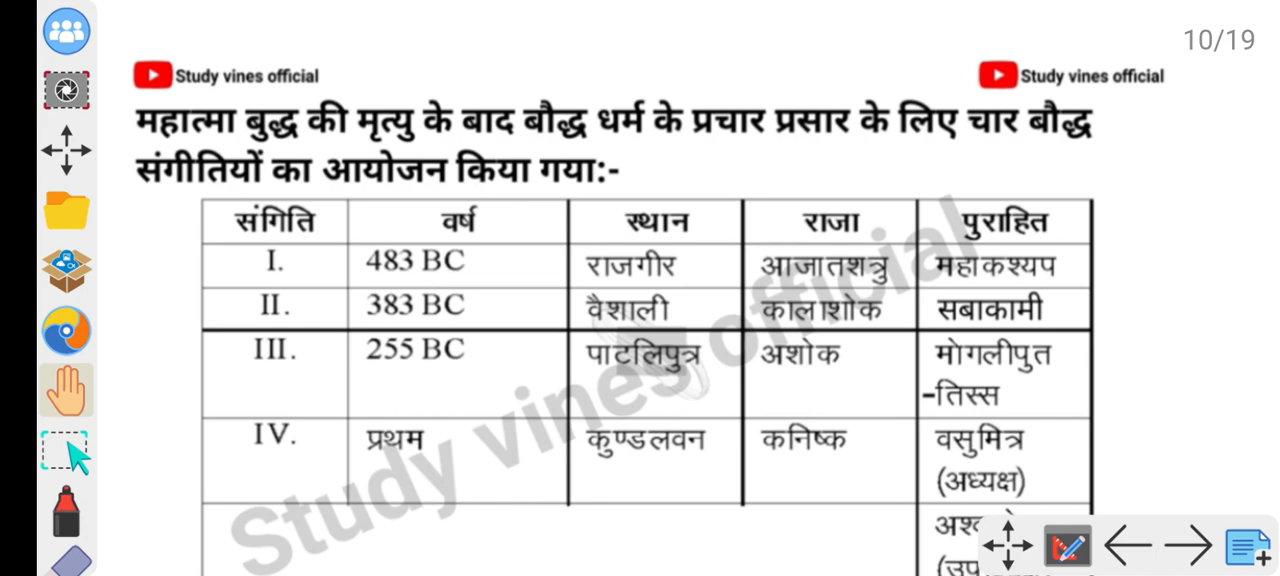 10/19
Study vines official
Study vines official
महात्मा बुद्ध की मृत्यु के बाद बौद्ध धर्म के प्रचार प्रसार के लिए चार बौद्ध
संगीतियों का आयोजन किया गया:-
संगिति वर्ष स्थान राजा पुराहित
I. 483 BC राजगीर आजातशत्रु महाकश्यप
II. 383 BC वैशाली कालाशोक सबाकामी
III. 255 BC पाटलिपुत्र अशोक मोगलीपुत
-तिस्स
IV. प्रथम कुण्डलवन कनिष्क वसुमित्र
(अध्यक्ष)
Study vines official